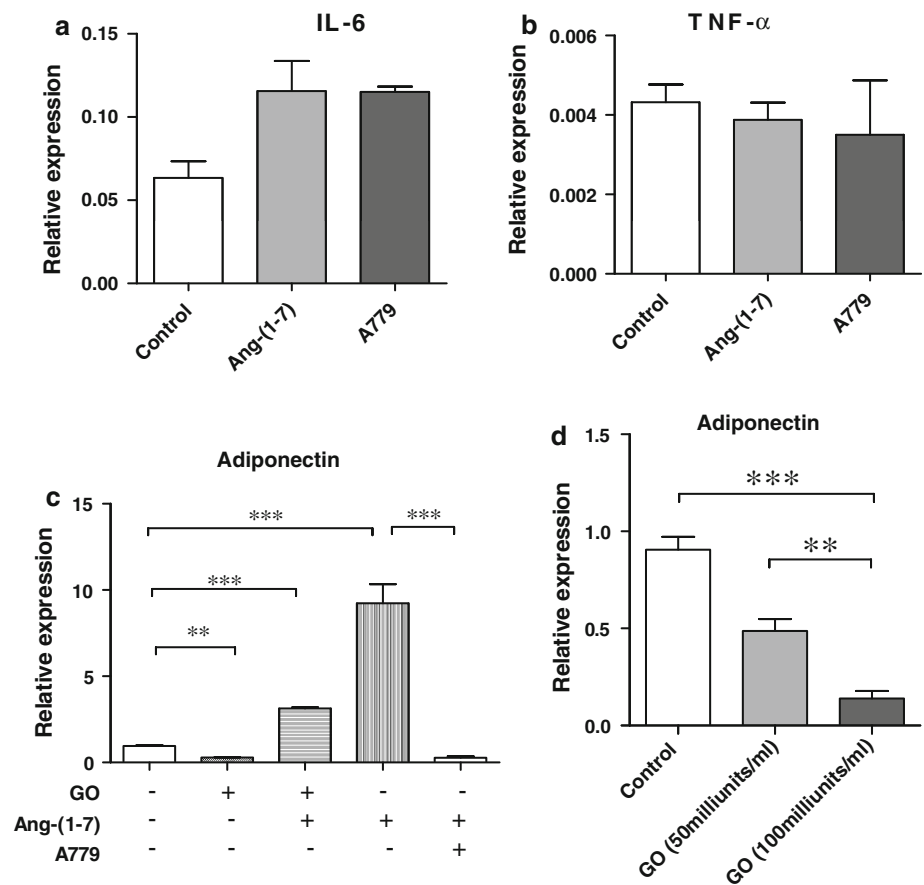 a
IL-6
Relative expression
0.15
0.10
0.05
0.00
Control
Ang-(1-7)
A779
b
TNF-α
Relative expression
0.006
0.004
0.002
0.000
Control
Ang-(1-7)
A779
c
Adiponectin
Relative expression
15
10
5
0
***
***
***
**
GO - + + - -
Ang-(1-7) - - + + +
A779 - - - - +
d
Adiponectin
Relative expression
1.5
1.0
0.5
0.0
***
**
Control
GO (50milliunits/ml)
GO (100milliunits/ml)